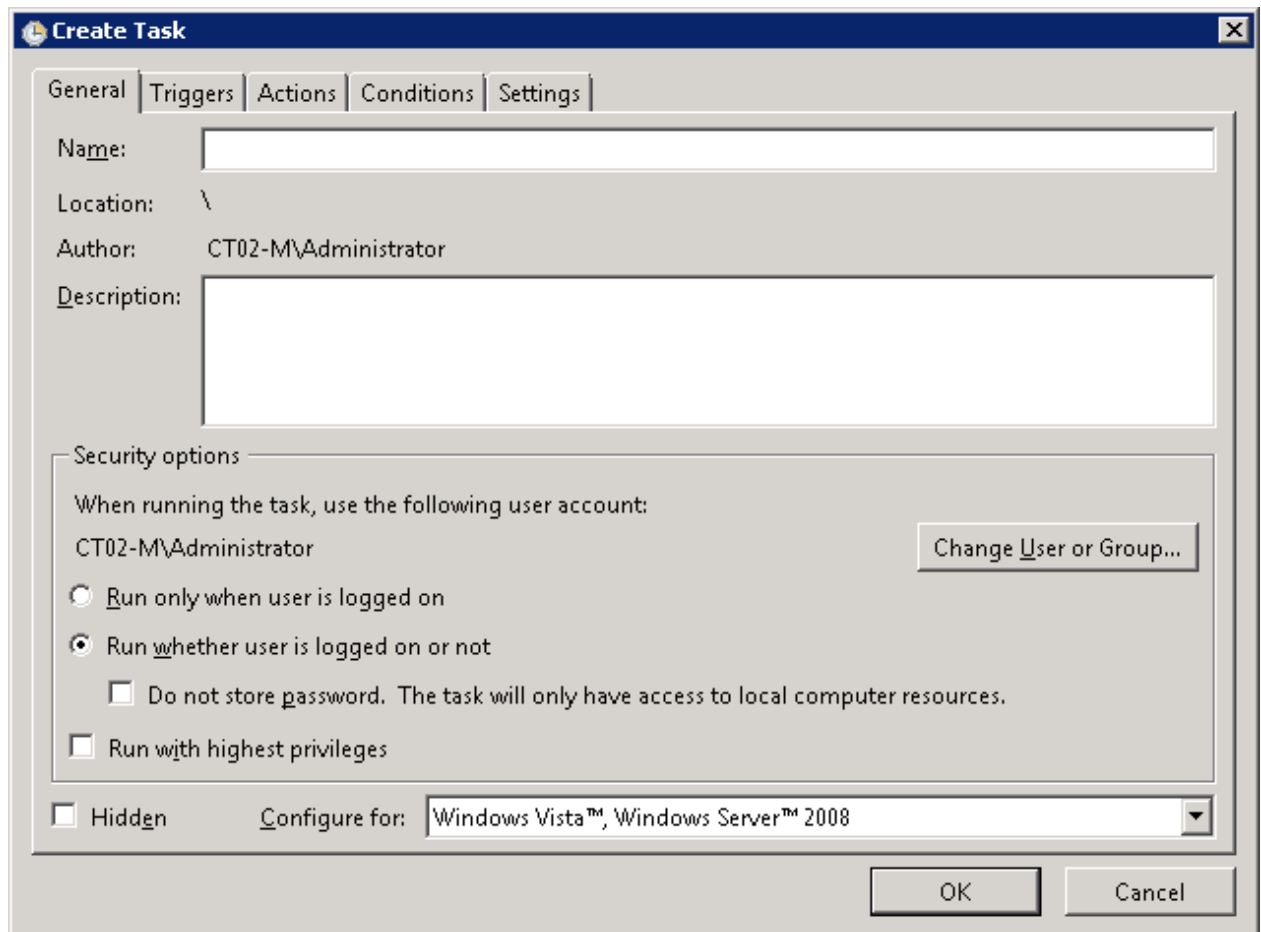 Create Task
General Triggers Actions Conditions Settings
Name:
Location: \
Author: CT02-M\Administrator
Description:
Security options
When running the task, use the following user account:
CT02-M\Administrator
Change User or Group...
Run only when user is logged on
Run whether user is logged on or not
Do not store password. The task will only have access to local computer resources.
Run with highest privileges
Hidden Configure for: Windows Vista™, Windows Server™ 2008
OK Cancel